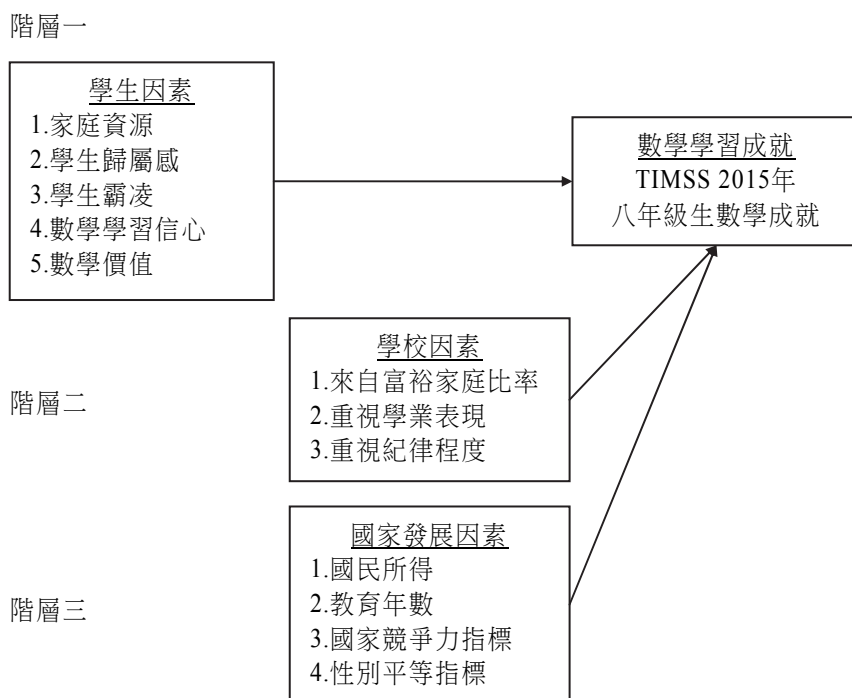 階層一
學生因素
1.家庭資源
2.學生歸屬感
3.學生霸凌
4.數學學習信心
5.數學價值
數學學習成就
TIMSS 2015年
八年級生數學成就
階層二
學校因素
1.來自富裕家庭比率
2.重視學業表現
3.重視紀律程度
階層三
國家發展因素
1.國民所得
2.教育年數
3.國家競爭力指標
4.性別平等指標